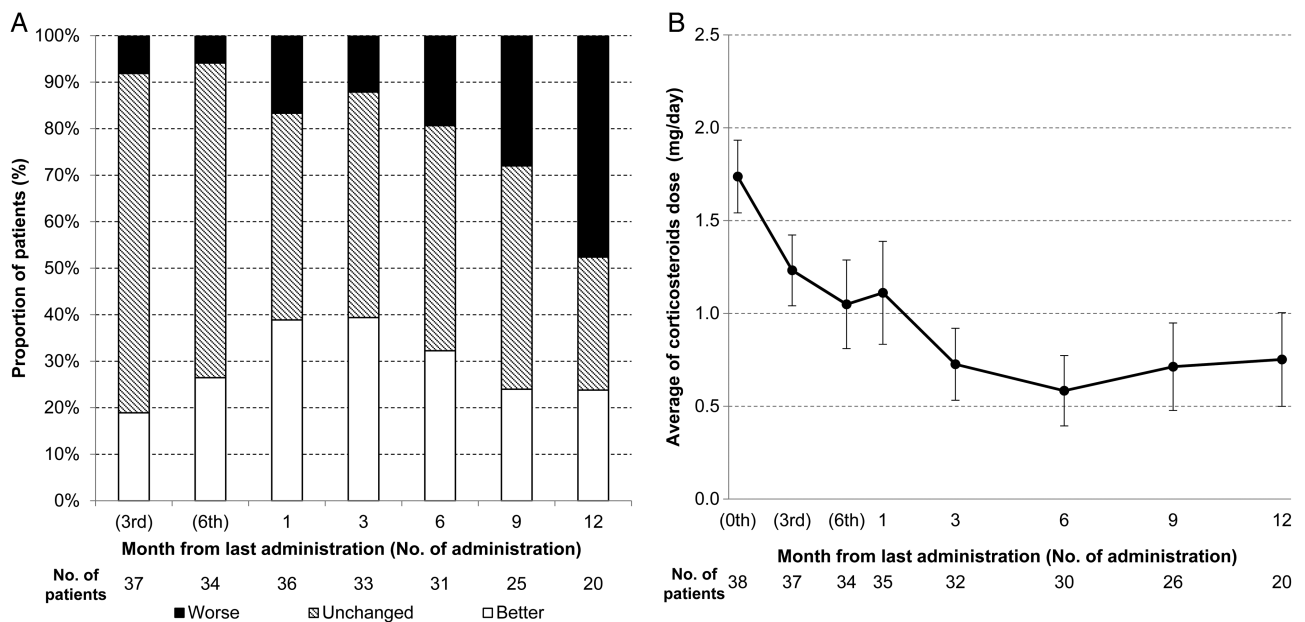 A
Proportion of patients (%)
100%
90%
80%
70%
60%
50%
40%
30%
20%
10%
0%
(3rd) (6th) 1 3 6 9 12
Month from last administration (No. of administration)
No. of patients 37 34 36 33 31 25 20
Worse Unchanged Better
B
Average of corticosteroids dose (mg/day)
2.5
2.0
1.5
1.0
0.5
0.0
(0th) (3rd) (6th) 1 3 6 9 12
Month from last administration (No. of administration)
No. of patients 38 37 34 35 32 30 26 20